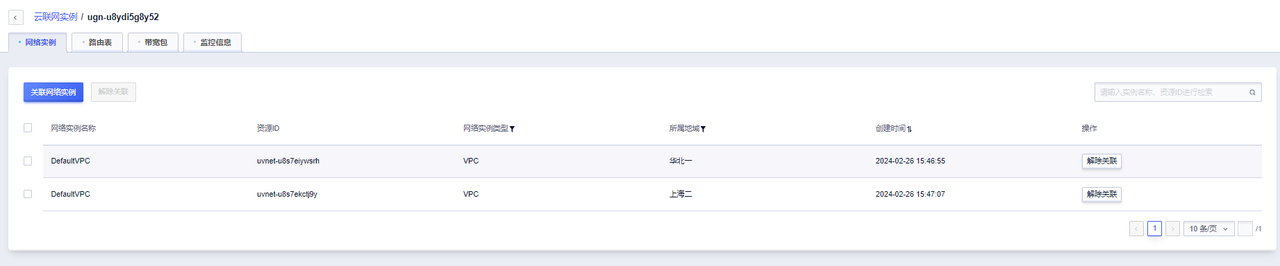 云联网实例 / ugn-u8ydi5g8y52
网络实例 路由表 带宽包 监控信息
关联网络实例 解除关联 请输入实例名称、资源ID进行检索
网络实例名称 资源ID 网络实例类型 所属地域 创建时间 操作
DefaultVPC uvnet-u8s7eiywsrh VPC 华北一 2024-02-26 15:46:55 解除关联
DefaultVPC uvnet-u8s7ekctj9y VPC 上海二 2024-02-26 15:47:07 解除关联
1 10 条/页 /1